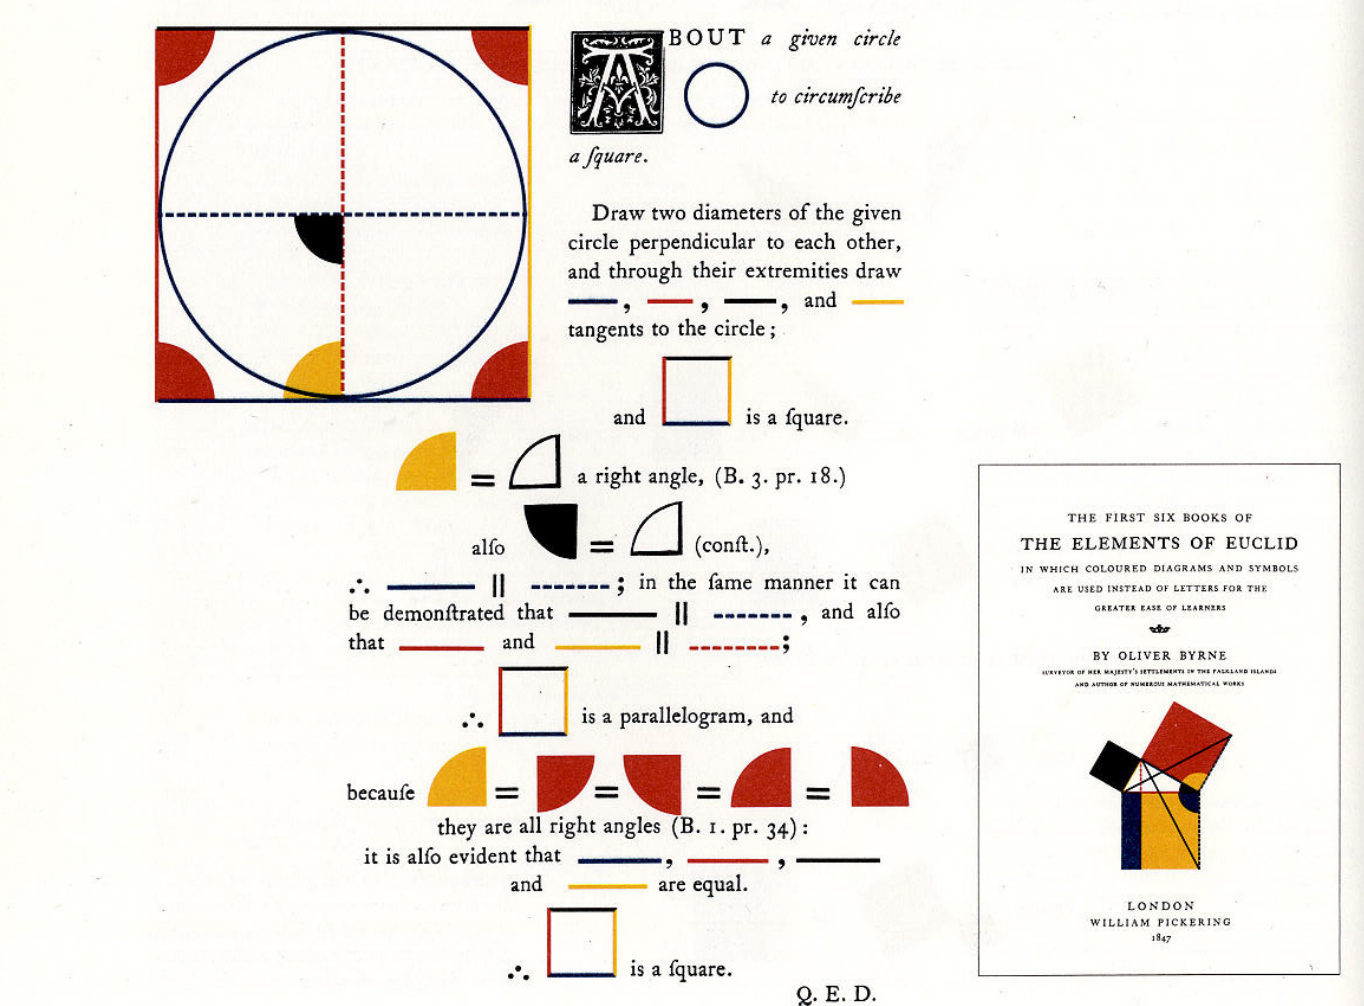 ABOUT a given circle
to circumſcribe
a ſquare.
Draw two diameters of the given
circle perpendicular to each other,
and through their extremities draw
, , , and
tangents to the circle;
and is a ſquare.
= a right angle, (B. 3. pr. 18.)
alſo = (conſt.),
∴ || ; in the ſame manner it can
be demonſtrated that || , and alſo
that and || ;
∴ is a parallelogram, and
becauſe = = = =
they are all right angles (B. 1. pr. 34):
it is alſo evident that , ,
and are equal.
∴ is a ſquare.
Q. E. D.
THE FIRST SIX BOOKS OF
THE ELEMENTS OF EUCLID
IN WHICH COLOURED DIAGRAMS AND SYMBOLS
ARE USED INSTEAD OF LETTERS FOR THE
GREATER EASE OF LEARNERS
BY OLIVER BYRNE
SURVEYOR OF HER MAJESTY'S SETTLEMENTS IN THE FALKLAND ISLANDS
AND AUTHOR OF NUMEROUS MATHEMATICAL WORKS
LONDON
WILLIAM PICKERING
1847